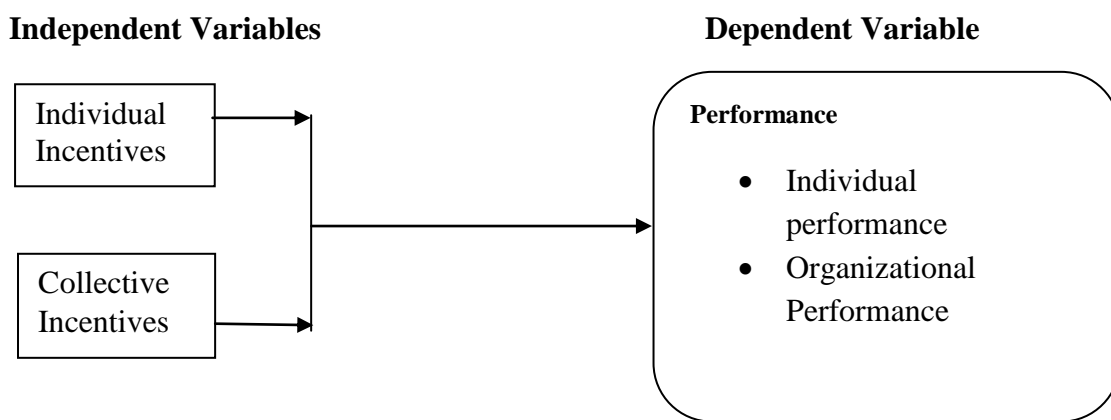 Independent Variables
Dependent Variable
Individual
Incentives
Collective
Incentives
Performance
• Individual
performance
• Organizational
Performance